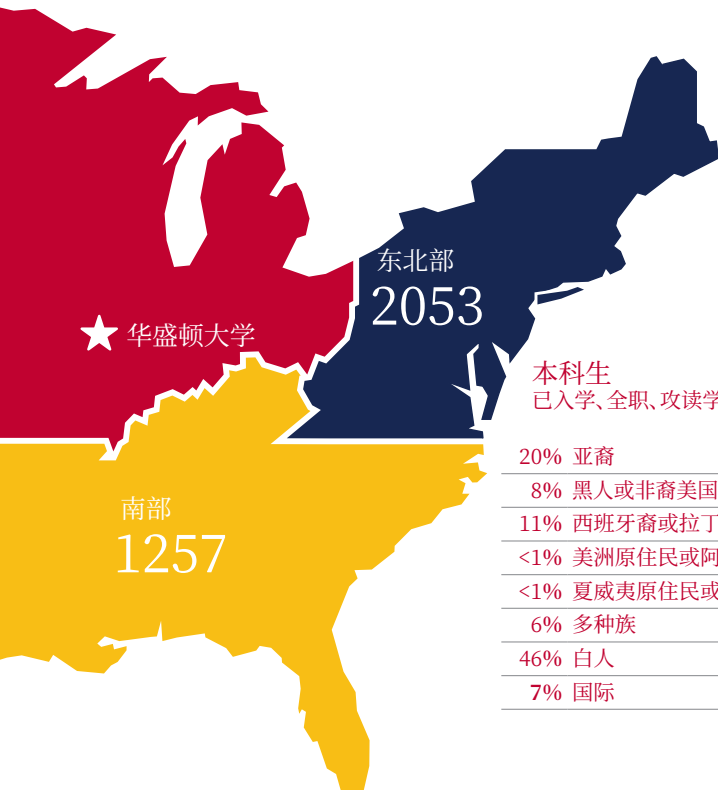 东北部
2053
华盛顿大学
本科生
已入学、全职、攻读学
20% 亚裔
8% 黑人或非裔美国
11% 西班牙裔或拉丁
<1% 美洲原住民或阿
<1% 夏威夷原住民或
6% 多种族
46% 白人
7% 国际
南部
1257